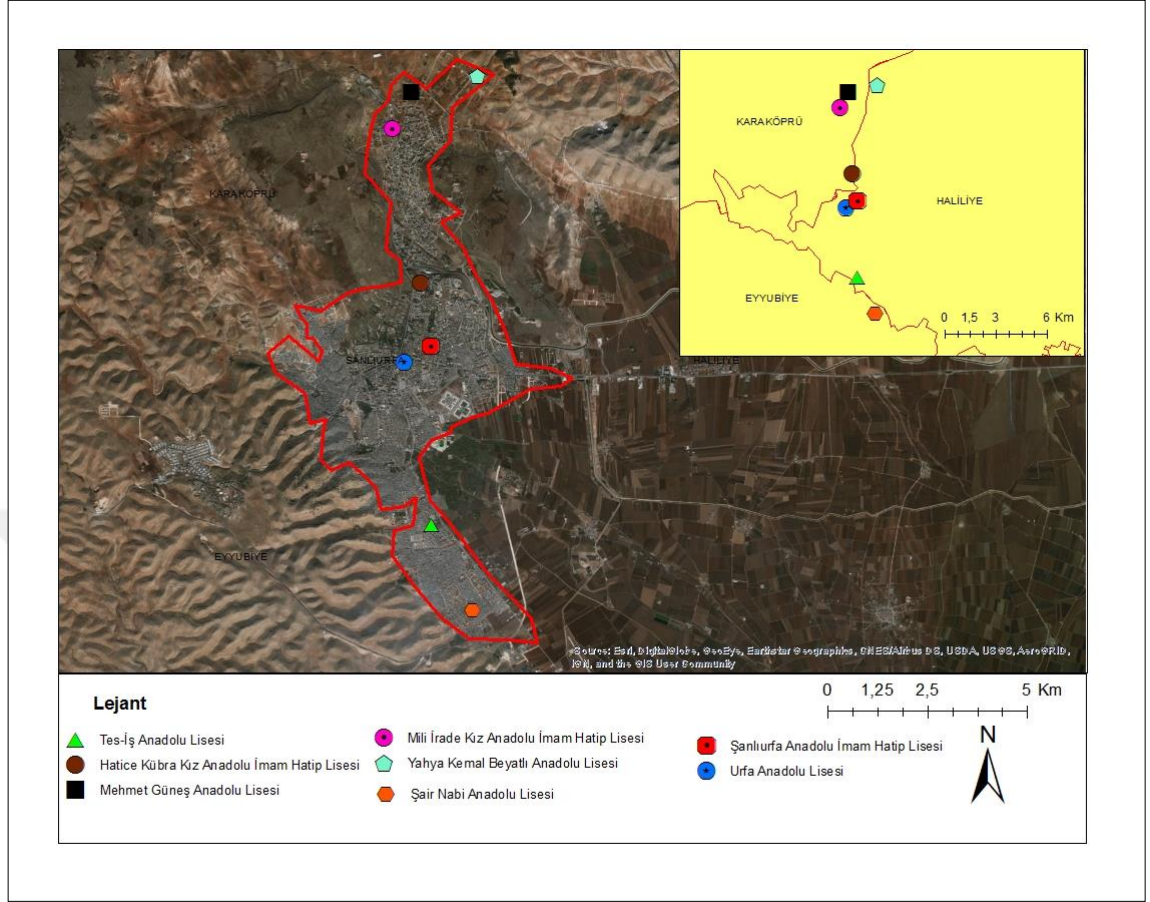 KARAKÖPRÜ
ŞANLIURFA
HALİLİYE
EYYUBİYE
Source: Esri, DigitalGlobe, GeoEye, Earthstar Geographics, CNES/Airbus DS, USDA, USGS, AeroGRID,
IGN, and the GIS User Community
KARAKÖPRÜ
HALİLİYE
EYYUBİYE
0 1,5 3 6 Km
Lejant
Tes-İş Anadolu Lisesi
Hatice Kübra Kız Anadolu İmam Hatip Lisesi
Mehmet Güneş Anadolu Lisesi
Mili İrade Kız Anadolu İmam Hatip Lisesi
Yahya Kemal Beyatlı Anadolu Lisesi
Şair Nabi Anadolu Lisesi
Şanlıurfa Anadolu İmam Hatip Lisesi
Urfa Anadolu Lisesi
0 1,25 2,5 5 Km
N